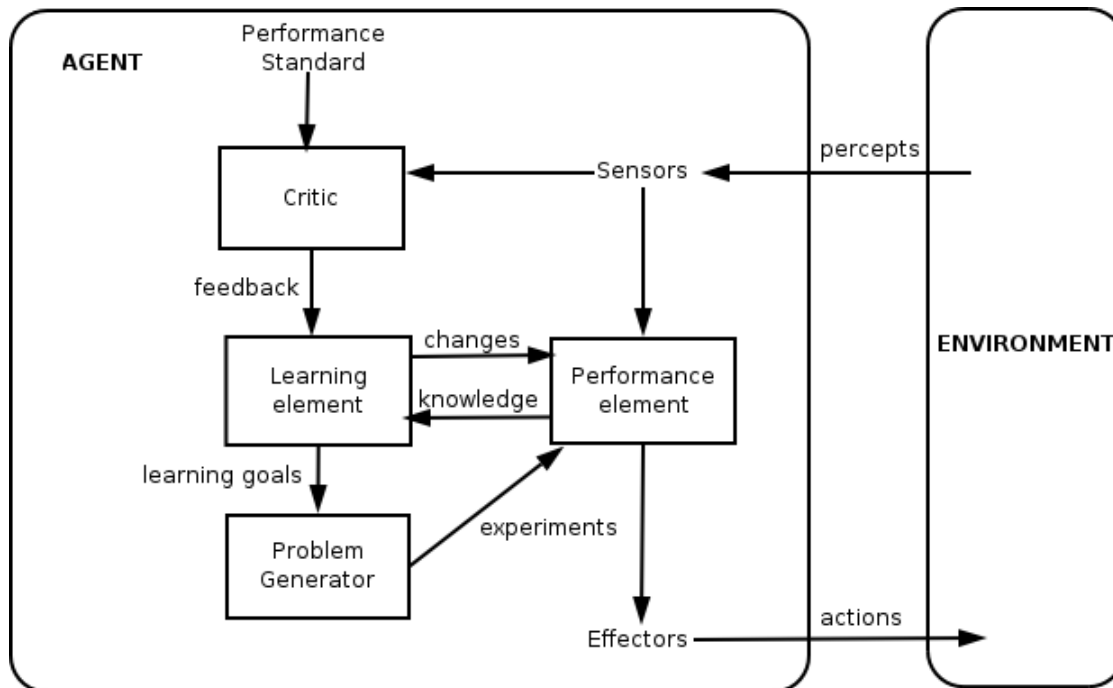 Performance
Standard
AGENT
percepts
Sensors
Critic
feedback
changes
ENVIRONMENT
Learning
element
Performance
element
knowledge
learning goals
experiments
Problem
Generator
Effectors
actions